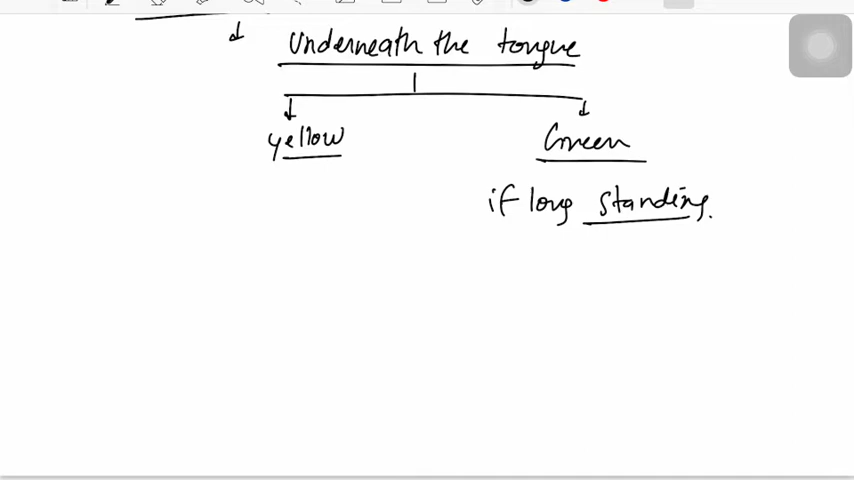 Underneath the tongue
yellow
Green
if long standing.